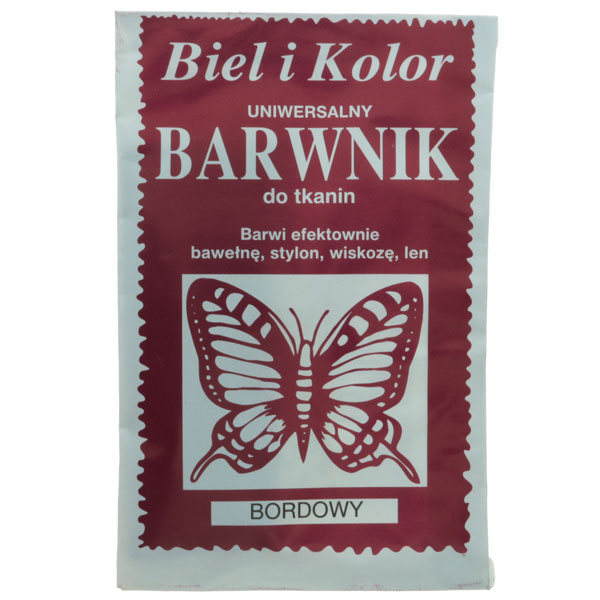 Biel i Kolor
UNIWERSALNY
BARWNIK
do tkanin
Barwi efektownie
bawełnę, stylon, wiskozę, len
BORDOWY